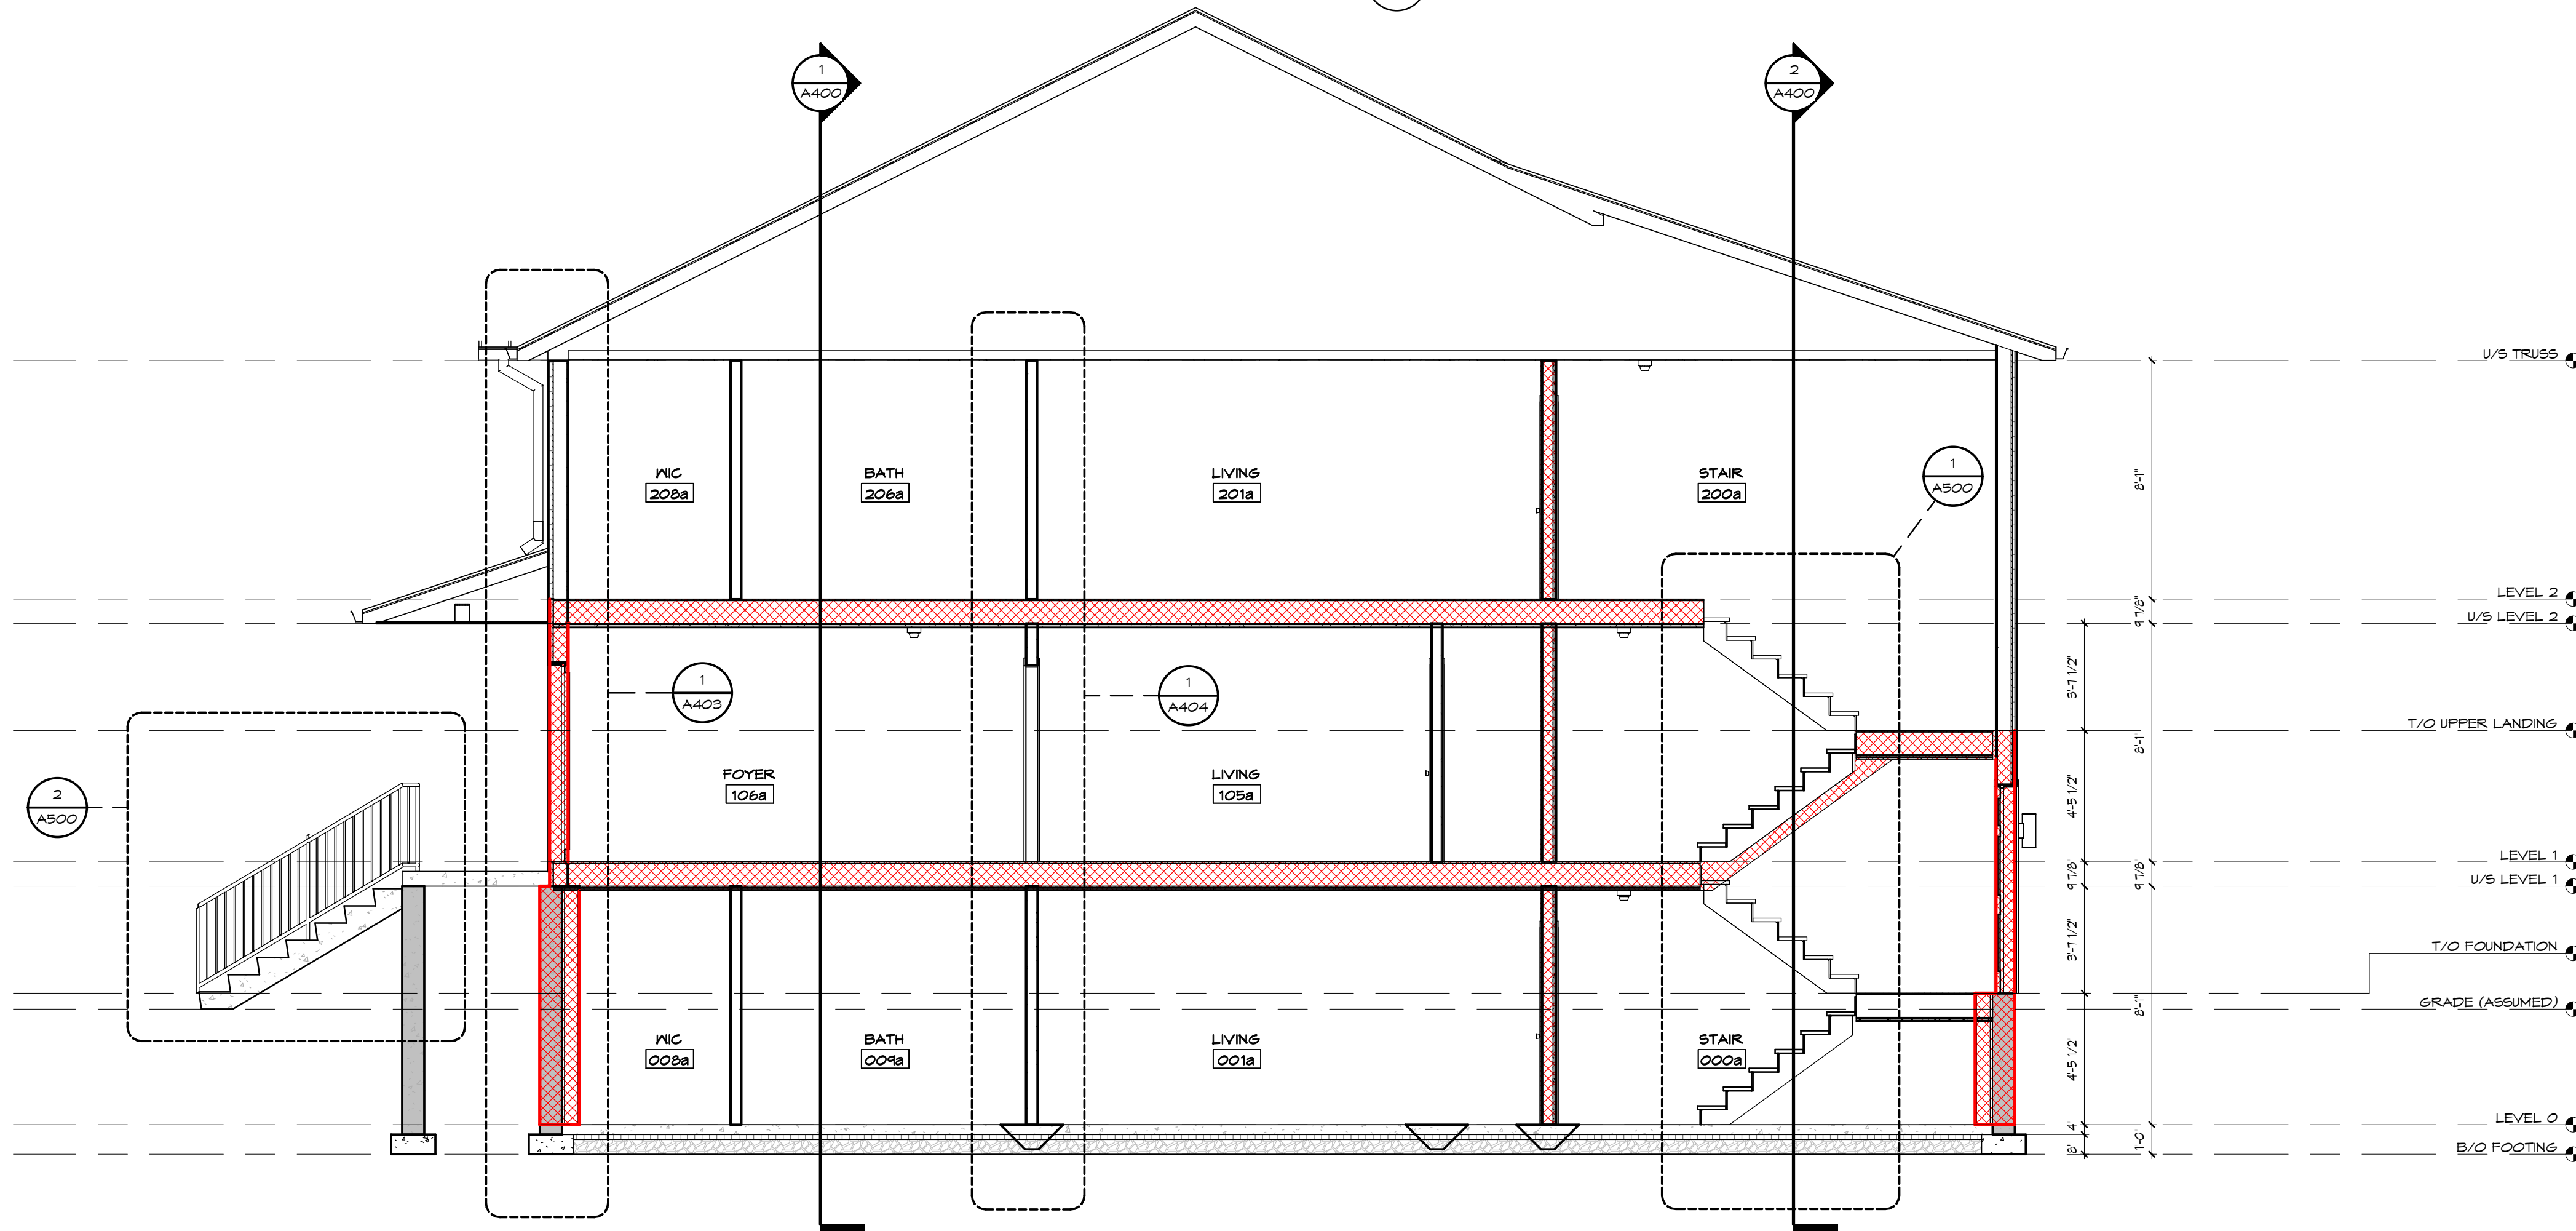 1
A400
2
A400
U/S TRUSS
WIC
208a
BATH
206a
LIVING
201a
STAIR
200a
1
A500
8'-1"
LEVEL 2
9 7/8"
U/S LEVEL 2
3'-7 1/2"
1
A403
1
A404
T/O UPPER LANDING
8'-1"
FOYER
106a
LIVING
105a
2
A500
4'-5 1/2"
LEVEL 1
9 7/8"
9 7/8"
U/S LEVEL 1
3'-7 1/2"
T/O FOUNDATION
8'-1"
GRADE (ASSUMED)
WIC
008a
BATH
009a
LIVING
001a
STAIR
000a
4'-5 1/2"
4"
LEVEL 0
8"
1'-0"
B/O FOOTING